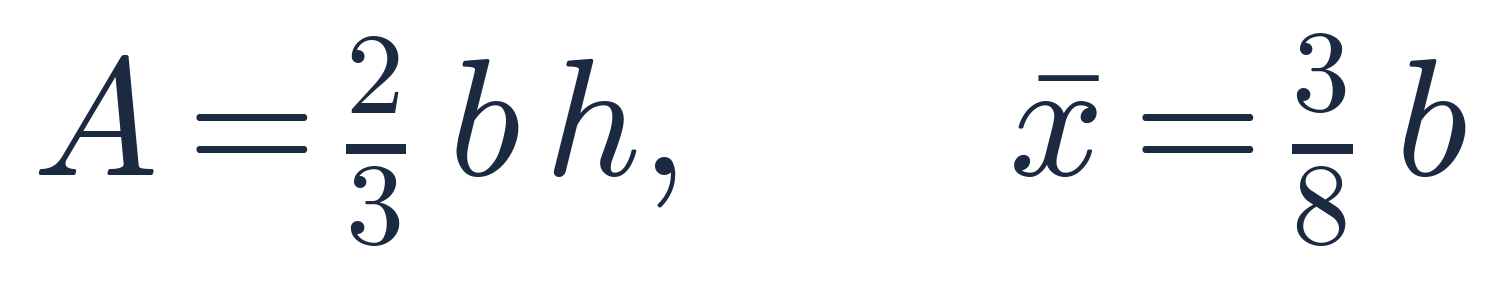 A = 2/3 b h, x̄ = 3/8 b